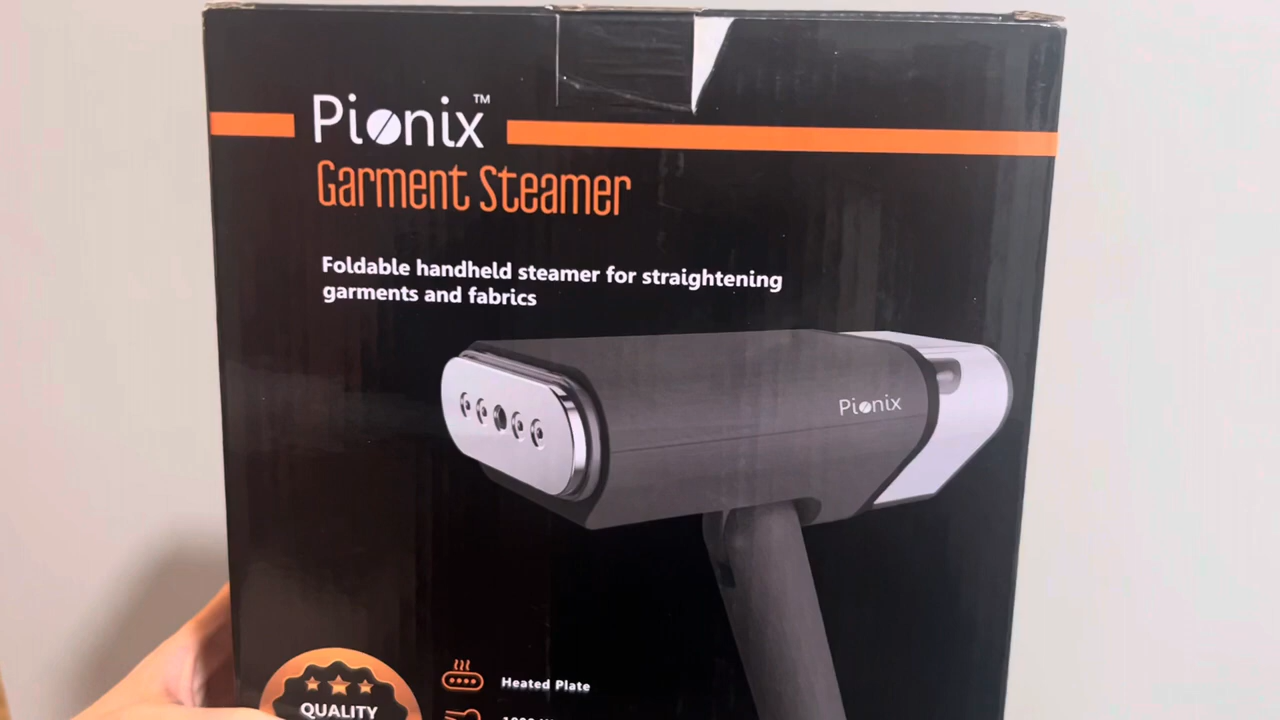 Pionix™
Garment Steamer
Foldable handheld steamer for straightening
garments and fabrics
Pionix
Heated Plate
QUALITY